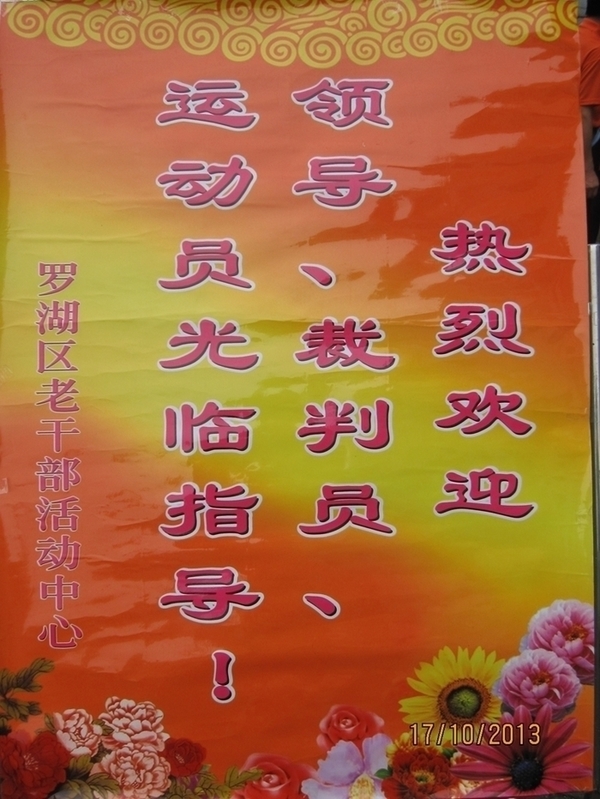 热烈欢迎
领导、裁判员、
运动员光临指导！
罗湖区老干部活动中心
17/10/2013